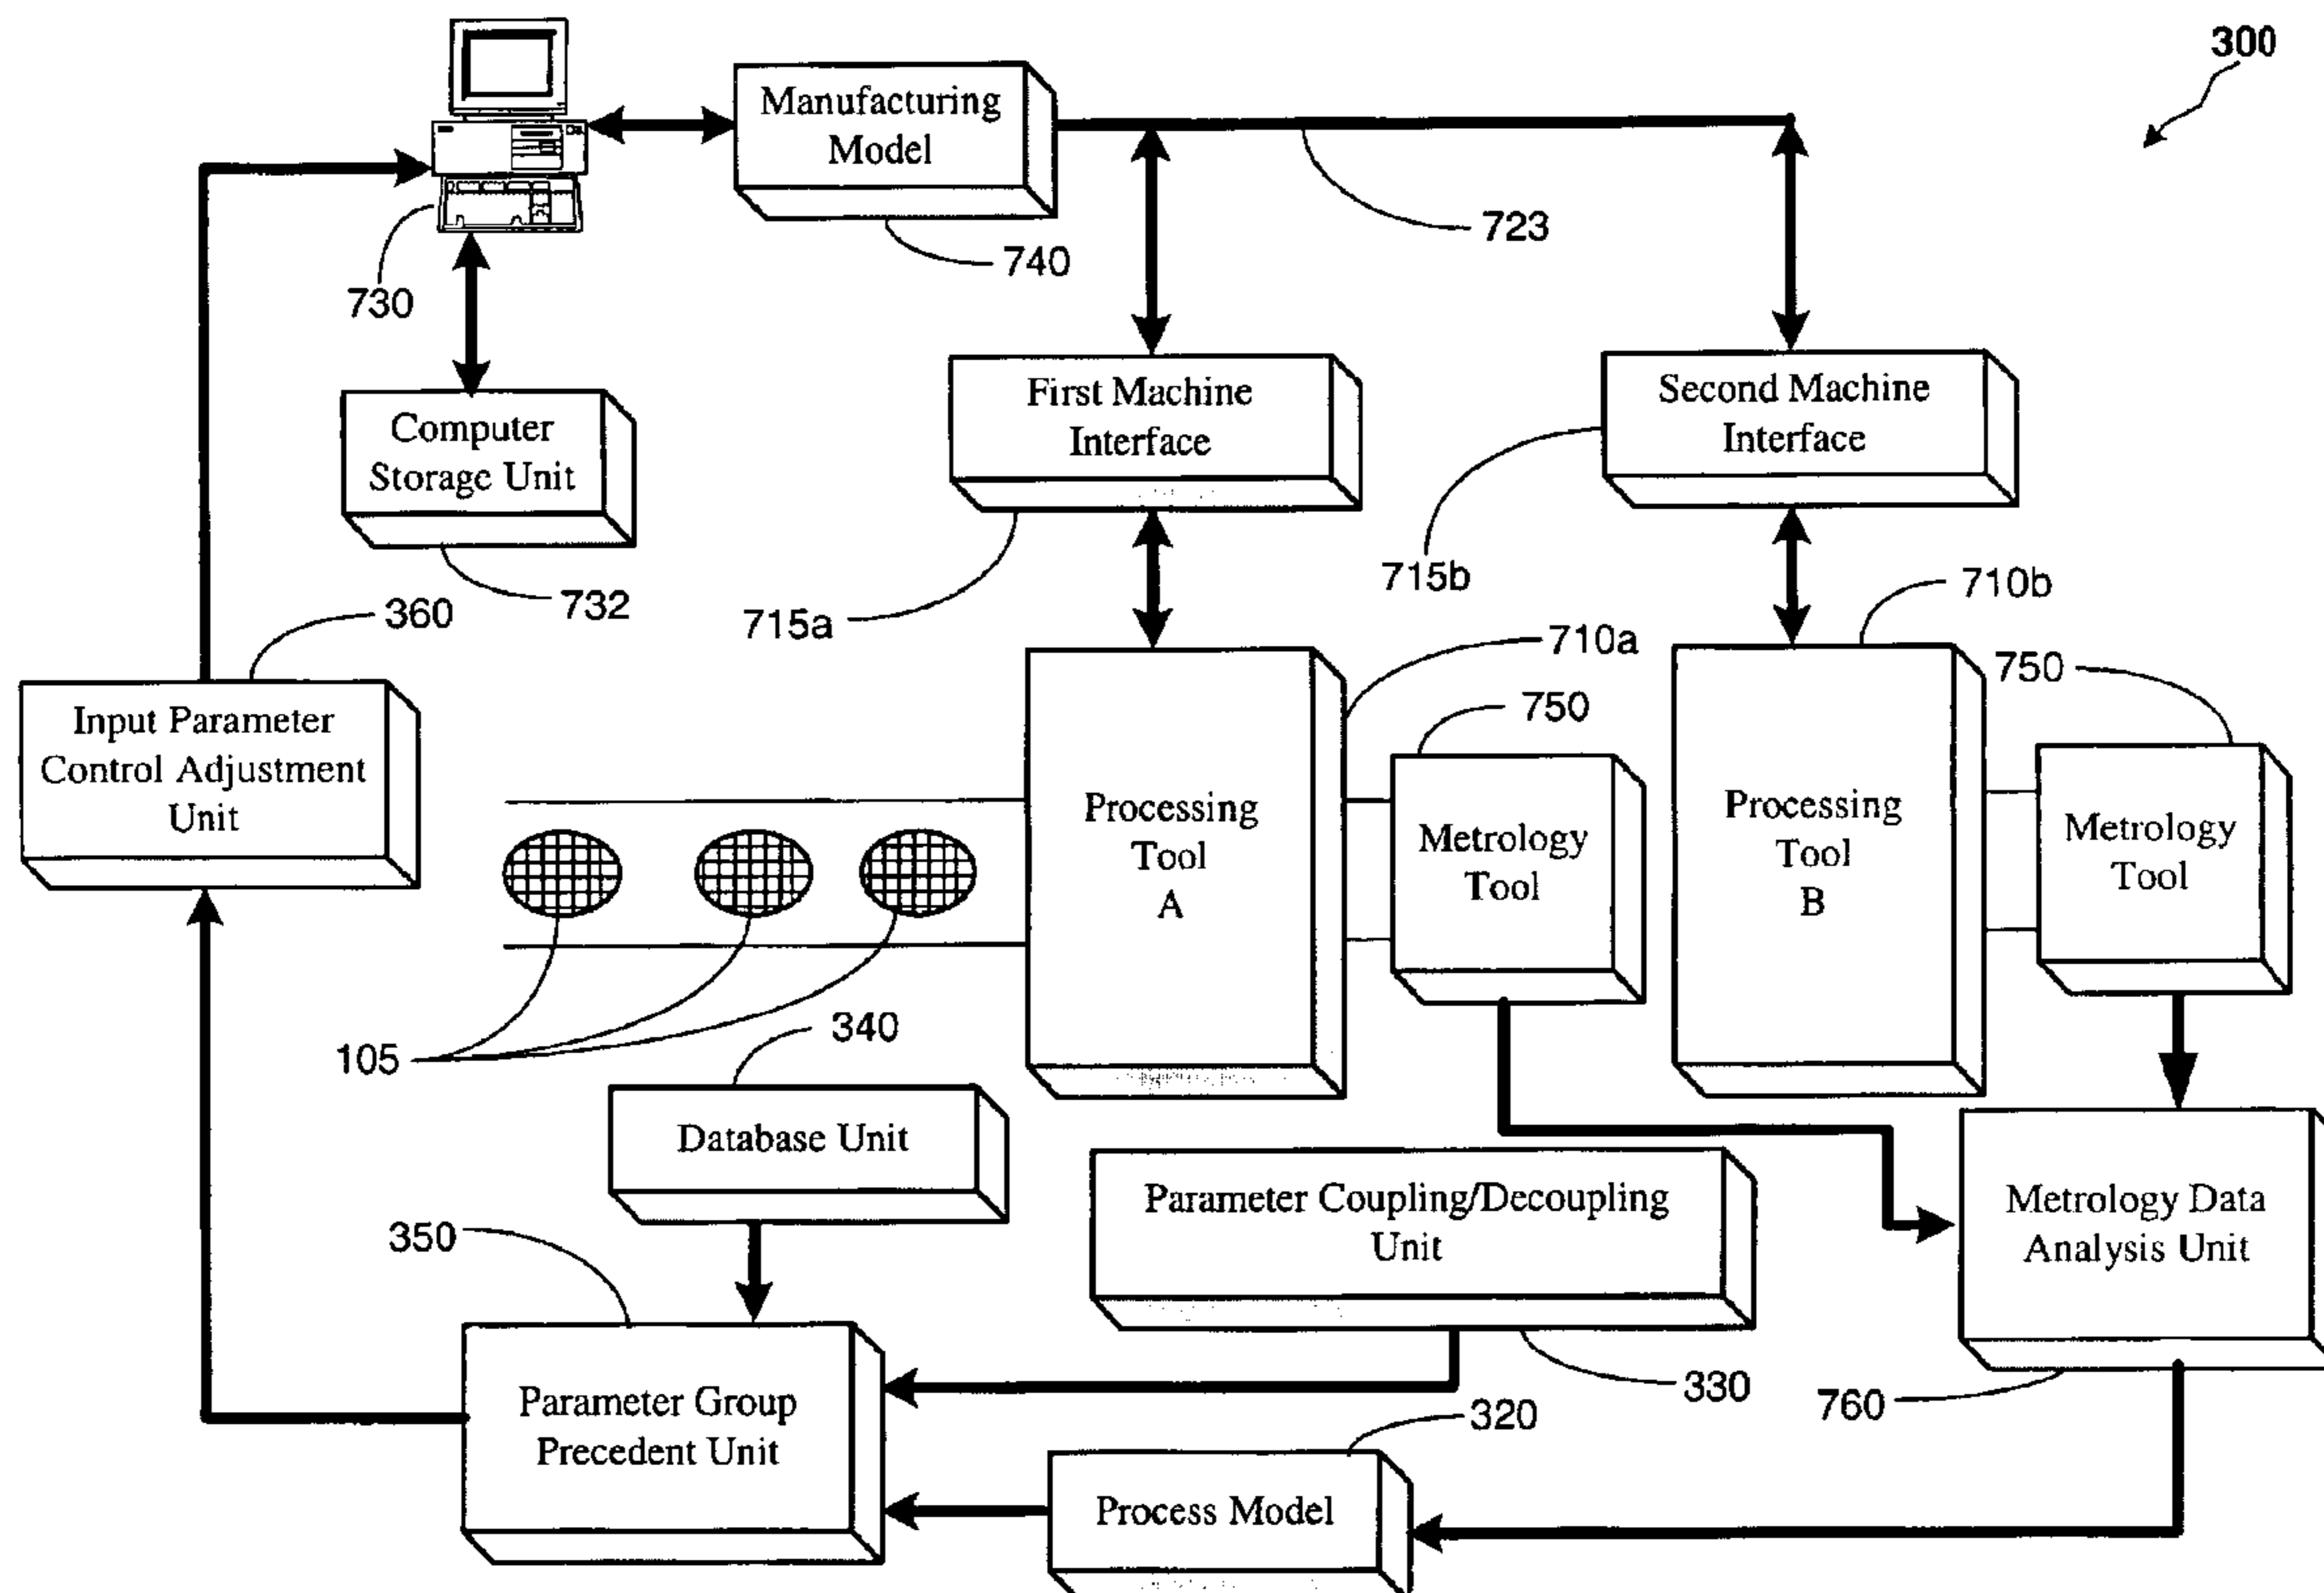 300
Manufacturing
Model
723
740
730
First Machine
Interface
Second Machine
Interface
Computer
Storage Unit
715b
710b
732
715a
360
710a
750
750
Input Parameter
Control Adjustment
Unit
Processing
Tool
A
Metrology
Tool
Processing
Tool
B
Metrology
Tool
105
340
Database Unit
Parameter Coupling/Decoupling
Unit
Metrology Data
Analysis Unit
350
330
760
320
Parameter Group
Precedent Unit
Process Model